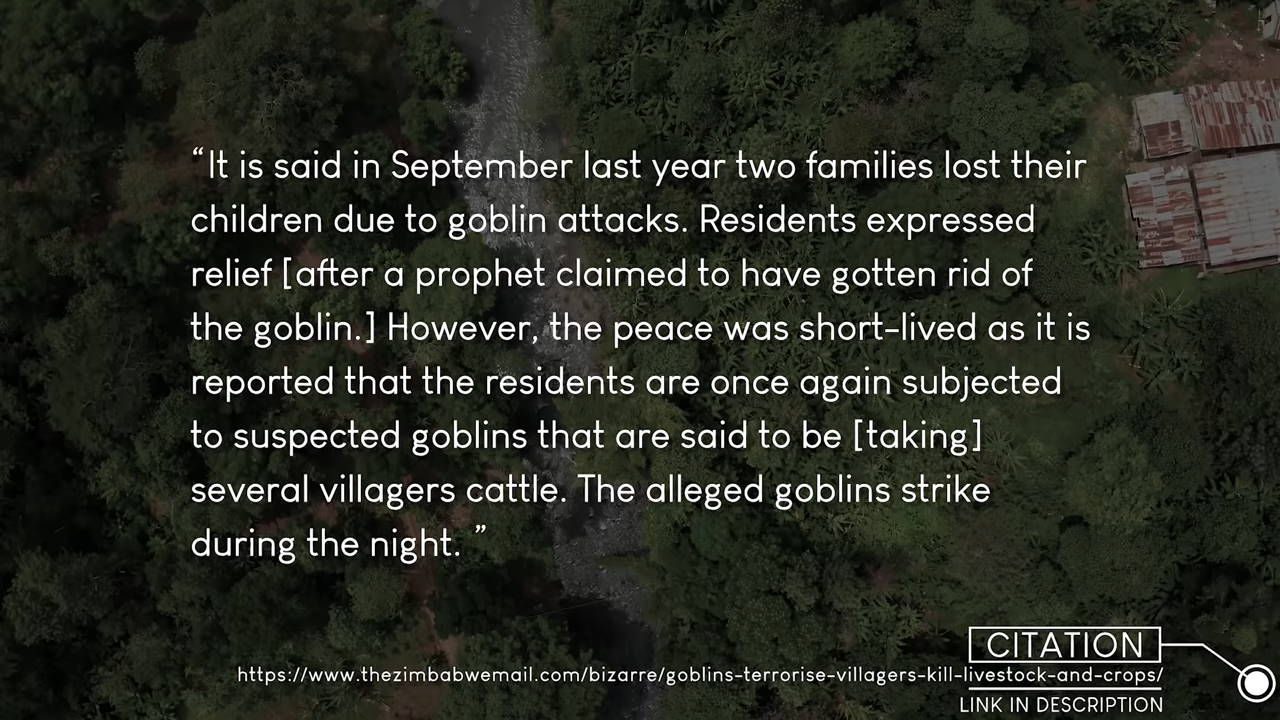 “It is said in September last year two families lost their
children due to goblin attacks. Residents expressed
relief [after a prophet claimed to have gotten rid of
the goblin.] However, the peace was short-lived as it is
reported that the residents are once again subjected
to suspected goblins that are said to be [taking]
several villagers cattle. The alleged goblins strike
during the night. ”
CITATION
https://www.thezimbabwemail.com/bizarre/goblins-terrorise-villagers-kill-livestock-and-crops/
LINK IN DESCRIPTION